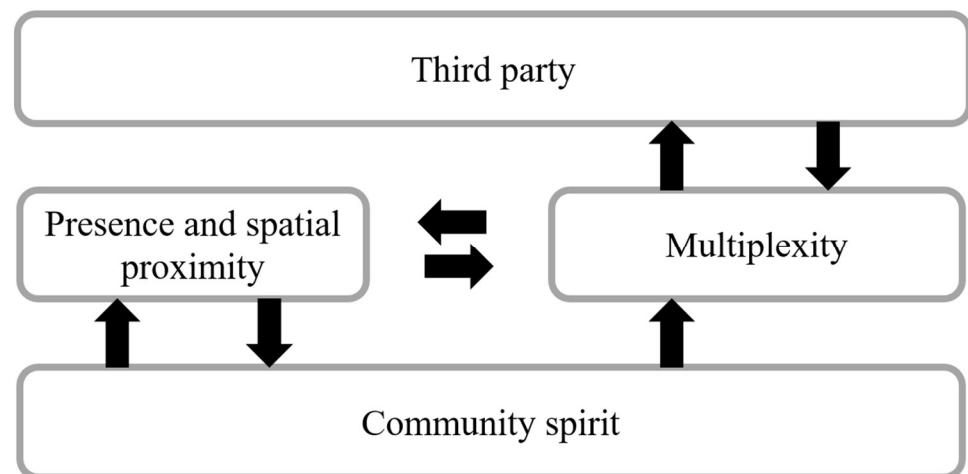 Third party
Presence and spatial
proximity
Multiplexity
Community spirit